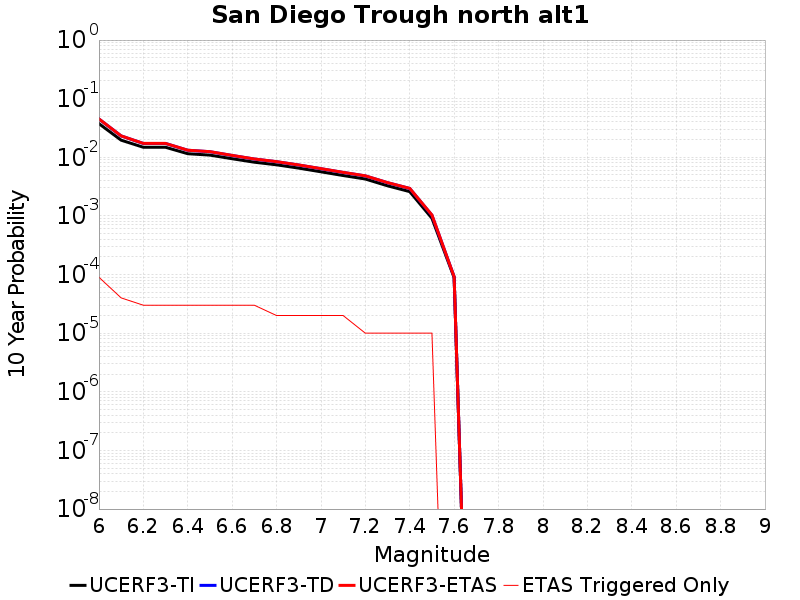 San Diego Trough north alt1
10^0
10^-1
10^-2
10^-3
10^-4
10^-5
10^-6
10^-7
10^-8
10 Year Probability
6 6.2 6.4 6.6 6.8 7 7.2 7.4 7.6 7.8 8 8.2 8.4 8.6 8.8 9
Magnitude
UCERF3-TI UCERF3-TD UCERF3-ETAS ETAS Triggered Only